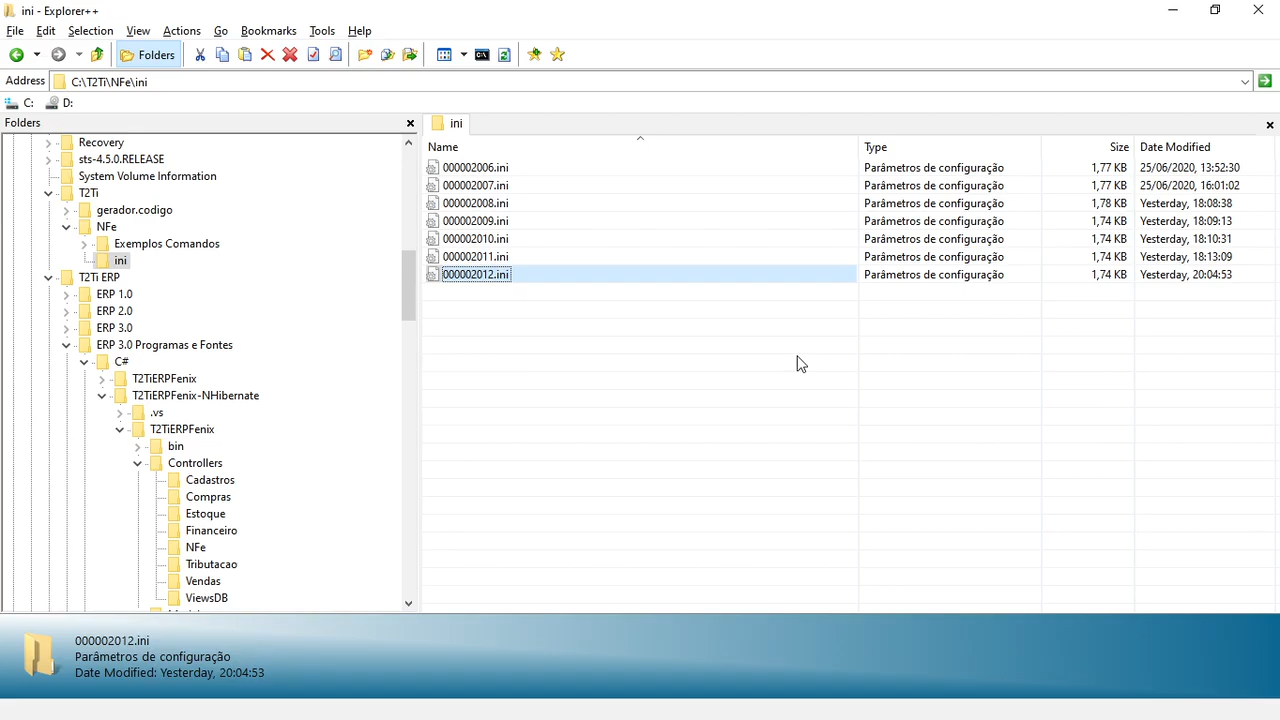 ini - Explorer++
File Edit Selection View Actions Go Bookmarks Tools Help
Folders
Address C:\T2Ti\NFe\ini
C: D:
Folders
Recovery
sts-4.5.0.RELEASE
System Volume Information
T2Ti
gerador.codigo
NFe
Exemplos Comandos
ini
T2Ti ERP
ERP 1.0
ERP 2.0
ERP 3.0
ERP 3.0 Programas e Fontes
C#
T2TiERPFenix
T2TiERPFenix-NHibernate
.vs
T2TiERPFenix
bin
Controllers
Cadastros
Compras
Estoque
Financeiro
NFe
Tributacao
Vendas
ViewsDB
ini
Name Type Size Date Modified
000002006.ini Parâmetros de configuração 1,77 KB 25/06/2020, 13:52:30
000002007.ini Parâmetros de configuração 1,77 KB 25/06/2020, 16:01:02
000002008.ini Parâmetros de configuração 1,78 KB Yesterday, 18:08:38
000002009.ini Parâmetros de configuração 1,74 KB Yesterday, 18:09:13
000002010.ini Parâmetros de configuração 1,74 KB Yesterday, 18:10:31
000002011.ini Parâmetros de configuração 1,74 KB Yesterday, 18:13:09
000002012.ini Parâmetros de configuração 1,74 KB Yesterday, 20:04:53
000002012.ini
Parâmetros de configuração
Date Modified: Yesterday, 20:04:53